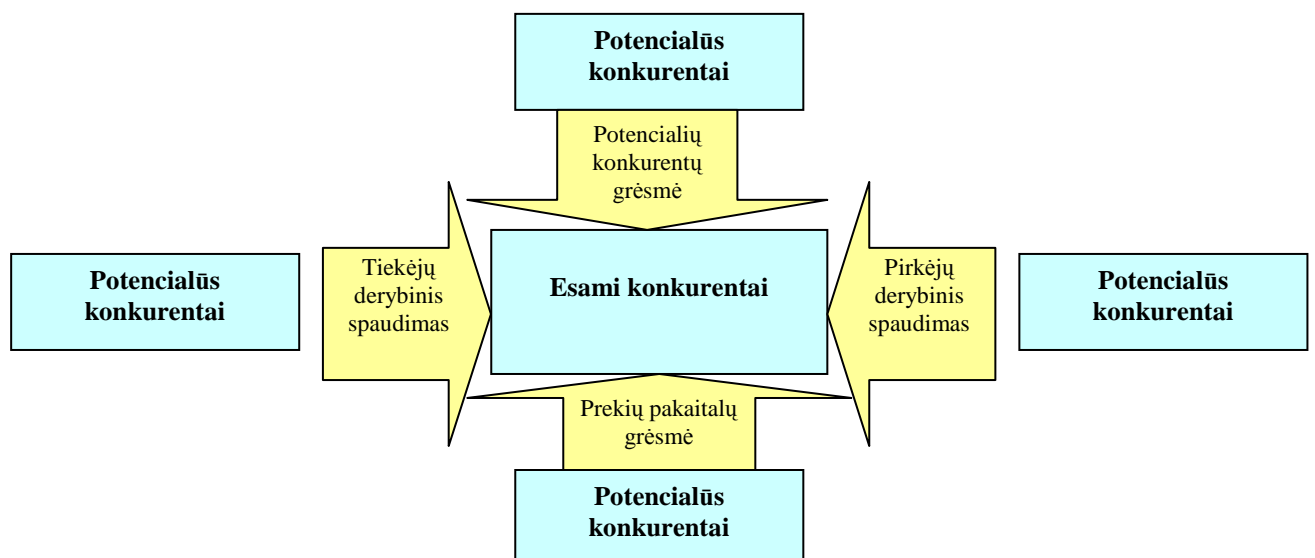 Potencialūs
konkurentai
Potencialių
konkurentų
grėsmė
Potencialūs
konkurentai
Tiekėjų
derybinis
spaudimas
Esami konkurentai
Pirkėjų
derybinis
spaudimas
Potencialūs
konkurentai
Prekių pakaitalų
grėsmė
Potencialūs
konkurentai